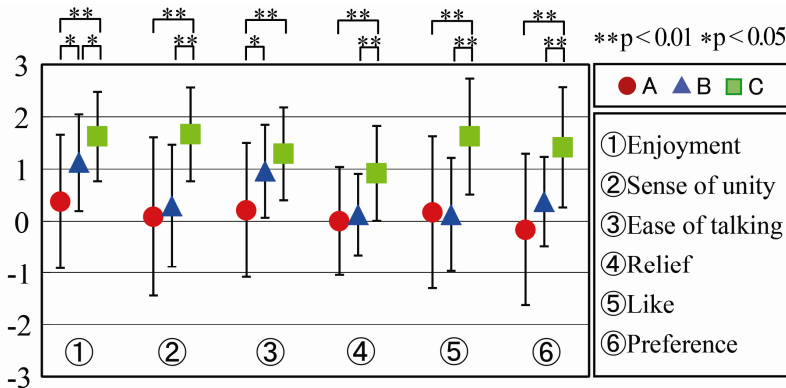 ** ** ** ** ** **
* * ** * ** ** **
**p<0.01 *p<0.05
3
2
1
0
-1
-2
-3
① ② ③ ④ ⑤ ⑥
A B C
①Enjoyment
②Sense of unity
③Ease of talking
④Relief
⑤Like
⑥Preference